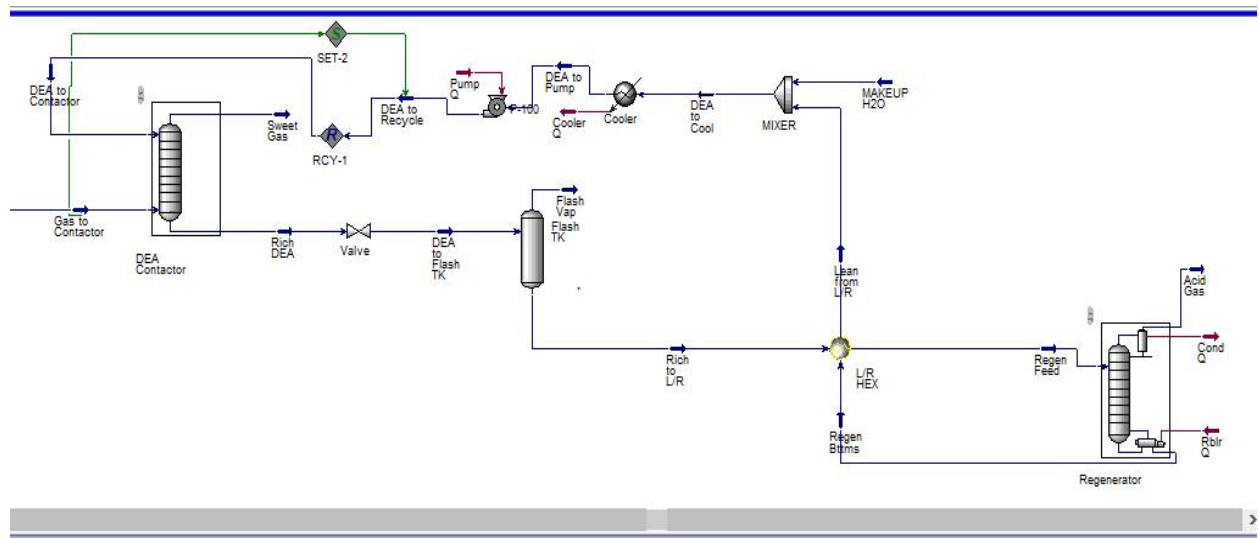 S
SET-2
DEA to
Contactor
Sweet
Gas
R
RCY-1
DEA to
Recycle
Pump
Q
P-100
DEA to
Pump
Cooler
Q
Cooler
DEA
to
Cool
MIXER
MAKEUP
H2O
Gas to
Contactor
DEA
Contactor
Rich
DEA
Valve
DEA
to
Flash
TK
Flash
Vap
Flash
TK
Rich
to
L/R
Lean
from
L/R
L/R
HEX
Regen
Bttms
Regen
Feed
Acid
Gas
Cond
Q
Rblr
Q
Regenerator